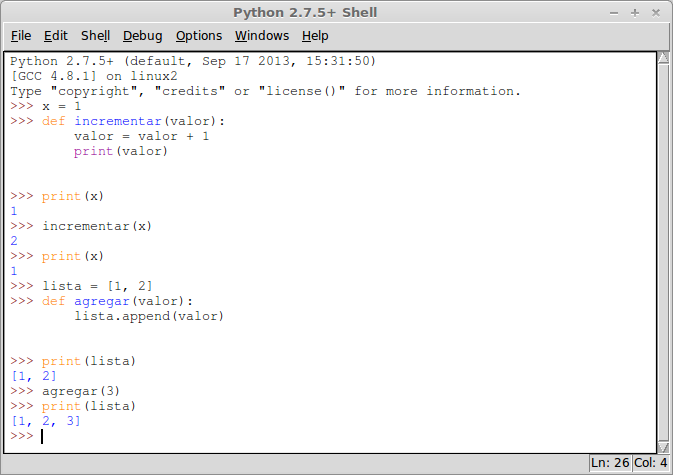 Python 2.7.5+ Shell
File Edit Shell Debug Options Windows Help
Python 2.7.5+ (default, Sep 17 2013, 15:31:50)
[GCC 4.8.1] on linux2
Type "copyright", "credits" or "license()" for more information.
>>> x = 1
>>> def incrementar(valor):
        valor = valor + 1
        print(valor)
>>> print(x)
1
>>> incrementar(x)
2
>>> print(x)
1
>>> lista = [1, 2]
>>> def agregar(valor):
        lista.append(valor)
>>> print(lista)
[1, 2]
>>> agregar(3)
>>> print(lista)
[1, 2, 3]
>>>
Ln: 26 Col: 4